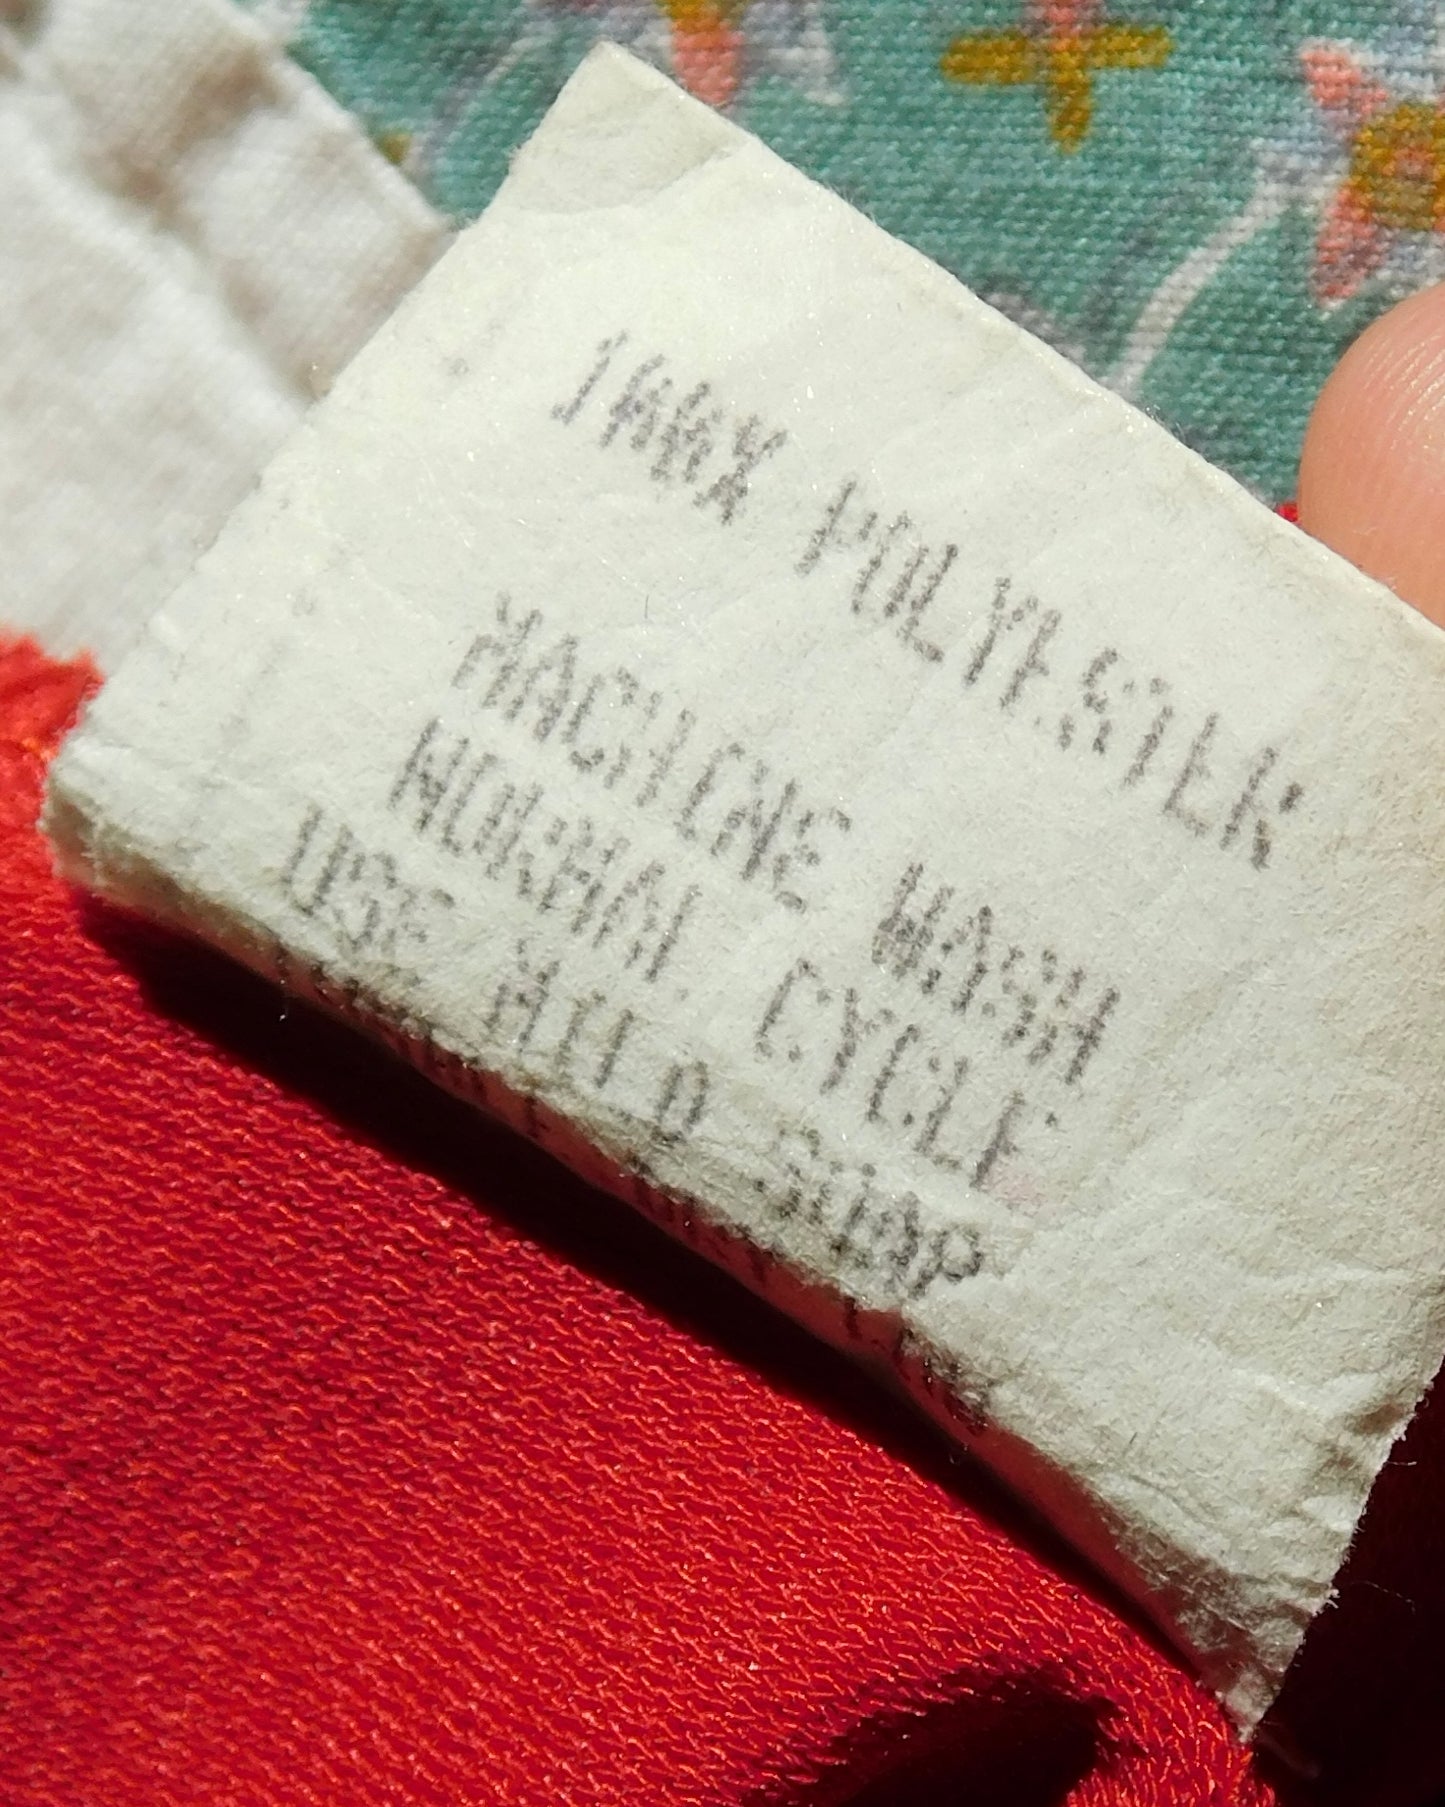 100% POLYESTER
MACHINE WASH
NORMAL CYCLE
USE MILD SOAP